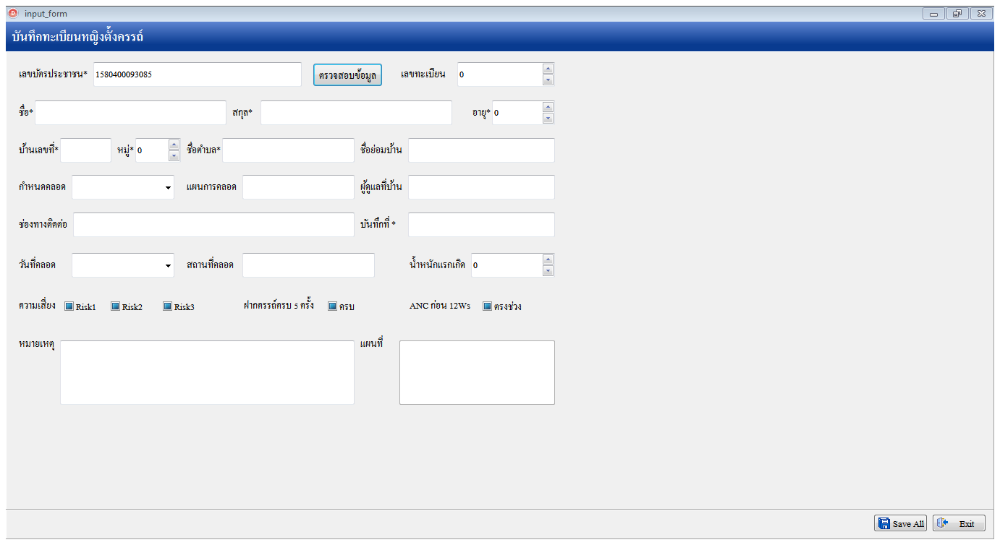 input_form
บันทึกทะเบียนหญิงตั้งครรถ์
เลขบัตรประชาชน* 1580400093085 ตรวจสอบข้อมูล เลขทะเบียน 0
ชื่อ* สกุล* อายุ* 0
บ้านเลขที่* หมู่* 0 ชื่อตำบล* ชื่อย่อมบ้าน
กำหนดคลอด แผนการคลอด ผู้ดูแลที่บ้าน
ช่องทางติดต่อ บันทึกที่ *
วันที่คลอด สถานที่คลอด น้ำหนักแรกเกิด 0
ความเสี่ยง Risk1 Risk2 Risk3 ฝากครรถ์ครบ 5 ครั้ง ครบ ANC ก่อน 12Ws ตรงช่วง
หมายเหตุ แผนที่
Save All Exit